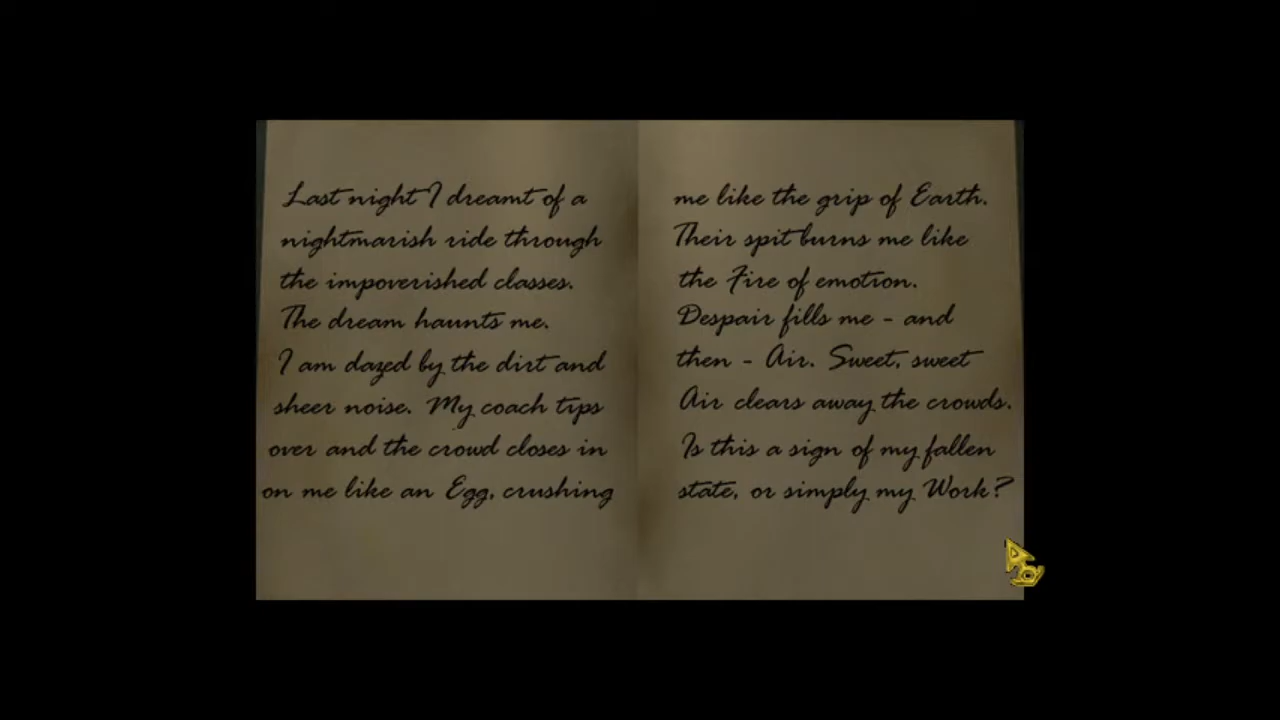 Last night I dreamt of a
nightmarish ride through
the impoverished classes.
The dream haunts me.
I am dazed by the dirt and
sheer noise. My coach tips
over and the crowd closes in
on me like an Egg, crushing
me like the grip of Earth.
Their spit burns me like
the Fire of emotion.
Despair fills me - and
then - Air. Sweet, sweet
Air clears away the crowds.
Is this a sign of my fallen
state, or simply my Work?